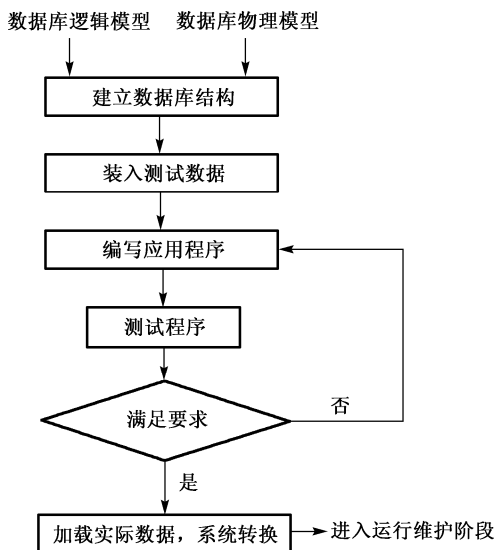 数据库逻辑模型 数据库物理模型
建立数据库结构
装入测试数据
编写应用程序
测试程序
满足要求
否
是
加载实际数据，系统转换
进入运行维护阶段